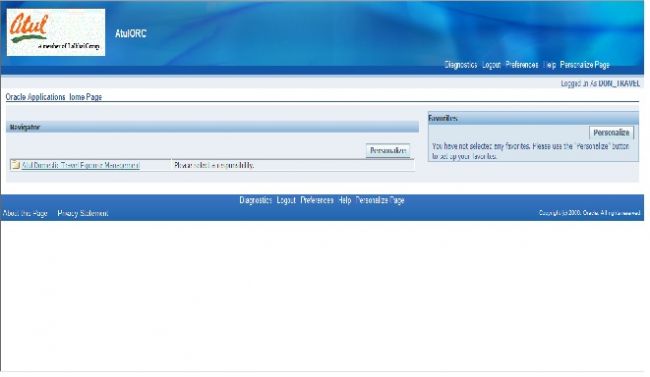 Atul
a member of Lalbhai Group
AtulORC
Diagnostics Logout Preferences Help Personalize Page
Logged In As DOM_TRAVEL
Oracle Applications Home Page
Navigator
Personalize
Atul Domestic Travel Expense Management
Please select a responsibility.
Favorites
Personalize
You have not selected any favorites. Please use the "Personalize" button
to set up your favorites.
Diagnostics Logout Preferences Help Personalize Page
About this Page Privacy Statement
Copyright (c) 2006, Oracle. All rights reserved.